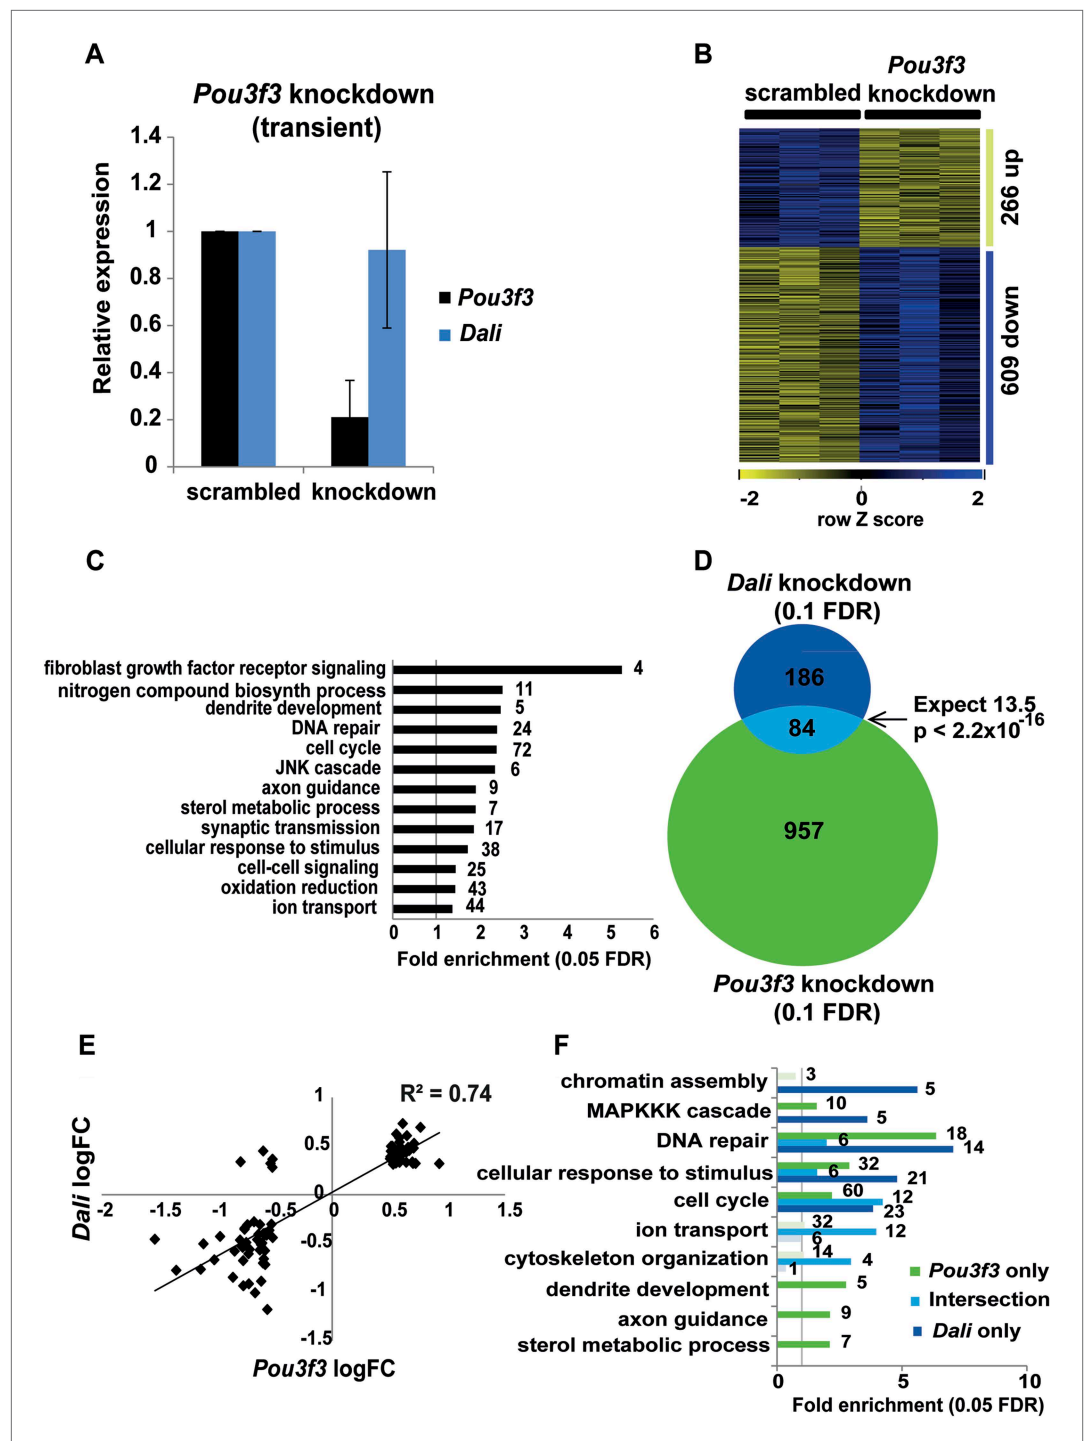 A
Pou3f3 knockdown
(transient)
1.4
1.2
1
0.8
0.6
0.4
0.2
0
Relative expression
scrambled knockdown
Pou3f3
Dali
B
Pou3f3
scrambled knockdown
266 up
609 down
-2 0 2
row Z score
C
fibroblast growth factor receptor signaling 4
nitrogen compound biosynth process 11
dendrite development 5
DNA repair 24
cell cycle 72
JNK cascade 6
axon guidance 9
sterol metabolic process 7
synaptic transmission 17
cellular response to stimulus 38
cell-cell signaling 25
oxidation reduction 43
ion transport 44
0 1 2 3 4 5 6
Fold enrichment (0.05 FDR)
D
Dali knockdown
(0.1 FDR)
186
84
Expect 13.5
p < 2.2x10-16
957
Pou3f3 knockdown
(0.1 FDR)
E
R² = 0.74
Dali logFC
1
0.5
0
-2 -1.5 -1 -0.5 0.5 1 1.5
-0.5
-1
-1.5
Pou3f3 logFC
F
chromatin assembly 3
5
MAPKKK cascade 10
5
DNA repair 18
6
14
cellular response to stimulus 32
6
21
cell cycle 60
12
23
ion transport 32
12
6
cytoskeleton organization 14
4
1
dendrite development 5
axon guidance 9
sterol metabolic process 7
Pou3f3 only
Intersection
Dali only
0 5 10
Fold enrichment (0.05 FDR)